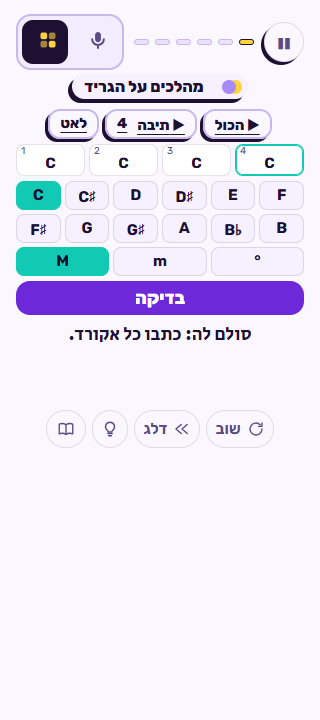 מהלכים על הגריד
▶ הכול ▶ תיבה 4 לאט
1 C 2 C 3 C 4 C
C C♯ D D♯ E F
F♯ G G♯ A B♭ B
M m °
בדיקה
סולם לה: כתבו כל אקורד.
שוב דלג